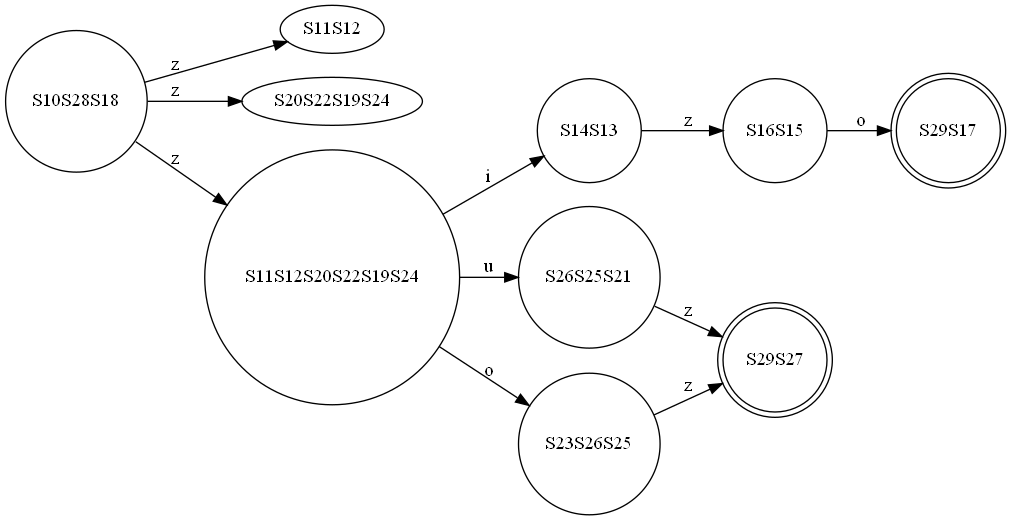 S10S28S18
z
S11S12
z
S20S22S19S24
z
S11S12S20S22S19S24
i
S14S13
z
S16S15
o
S29S17
u
S26S25S21
z
o
S23S26S25
z
S29S27